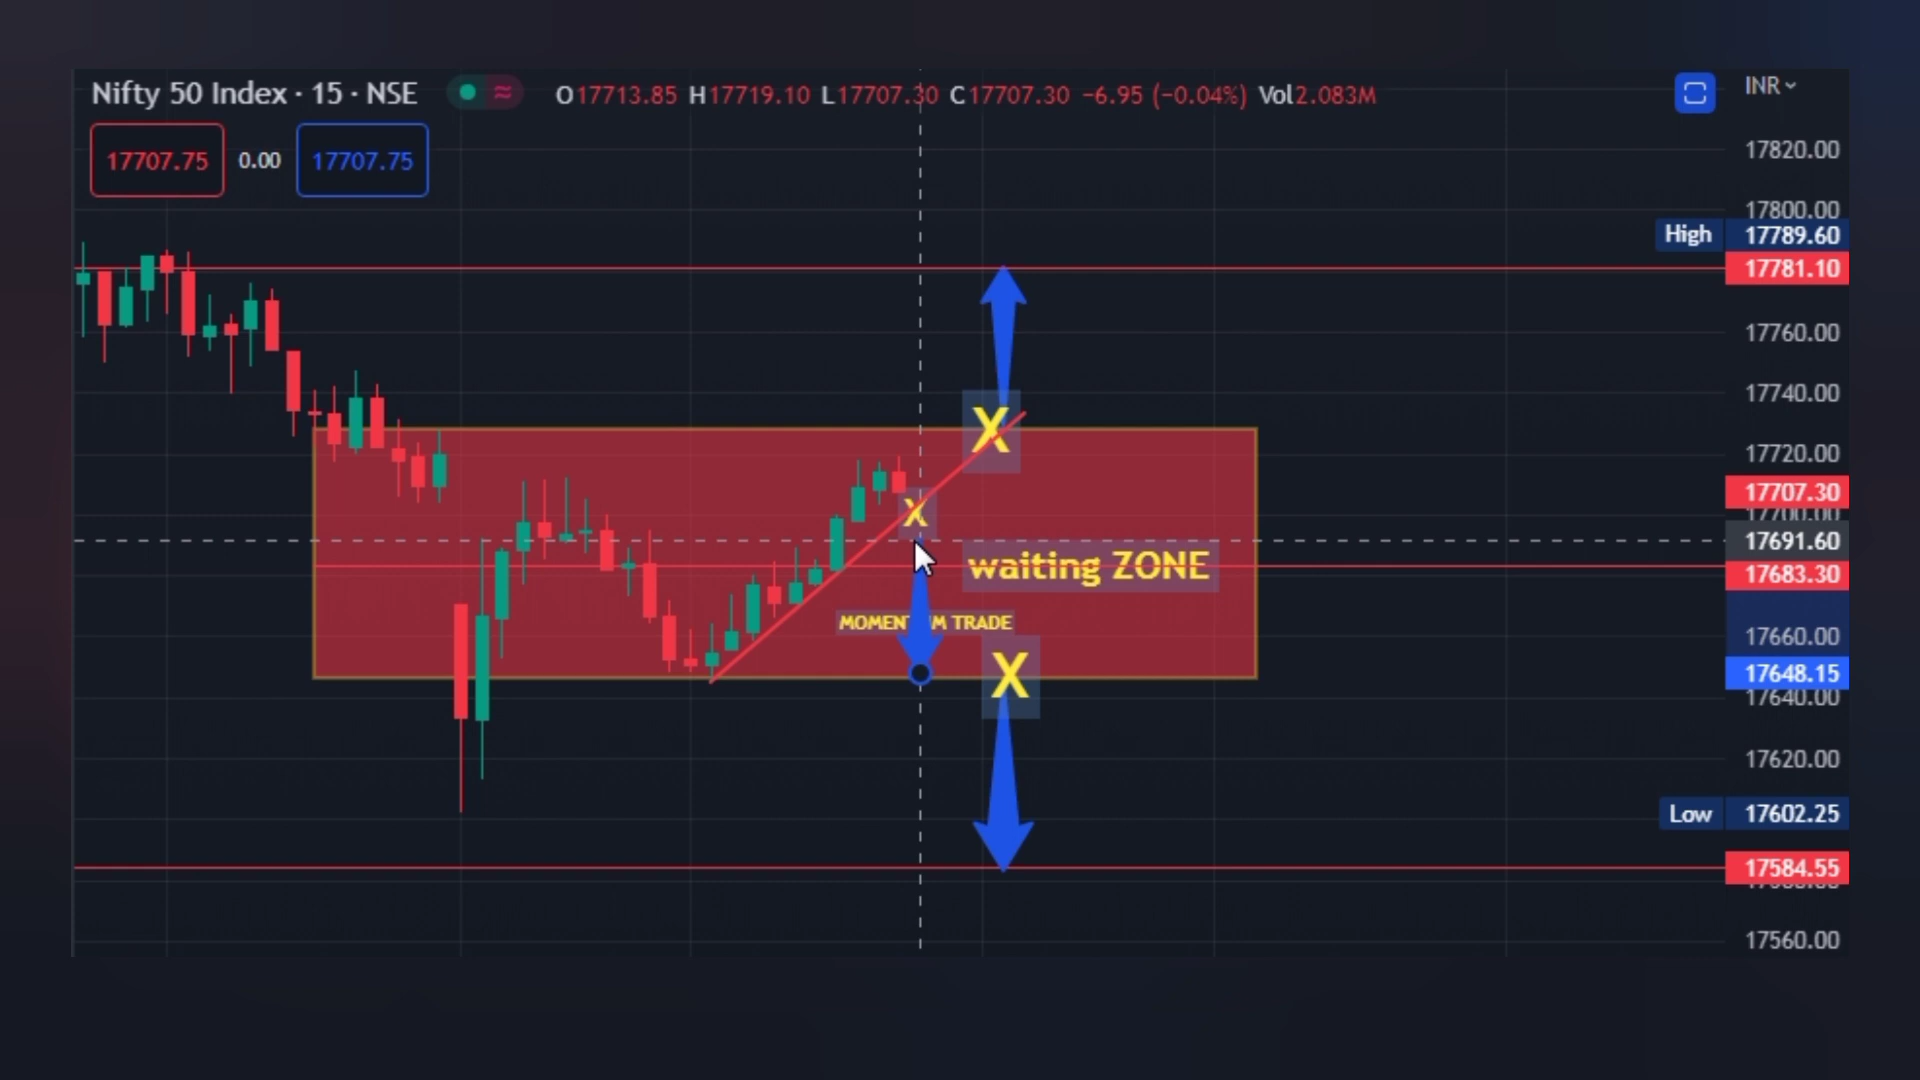 Nifty 50 Index · 15 · NSE
O17713.85 H17719.10 L17707.30 C17707.30 −6.95 (−0.04%) Vol2.083M
INR
17707.75 0.00 17707.75
17820.00
17800.00
High 17789.60
17781.10
17760.00
17740.00
X
17720.00
17707.30
X
17691.60
waiting ZONE
17683.30
MOMENTUM TRADE
17660.00
X
17648.15
17640.00
17620.00
Low 17602.25
17584.55
17560.00